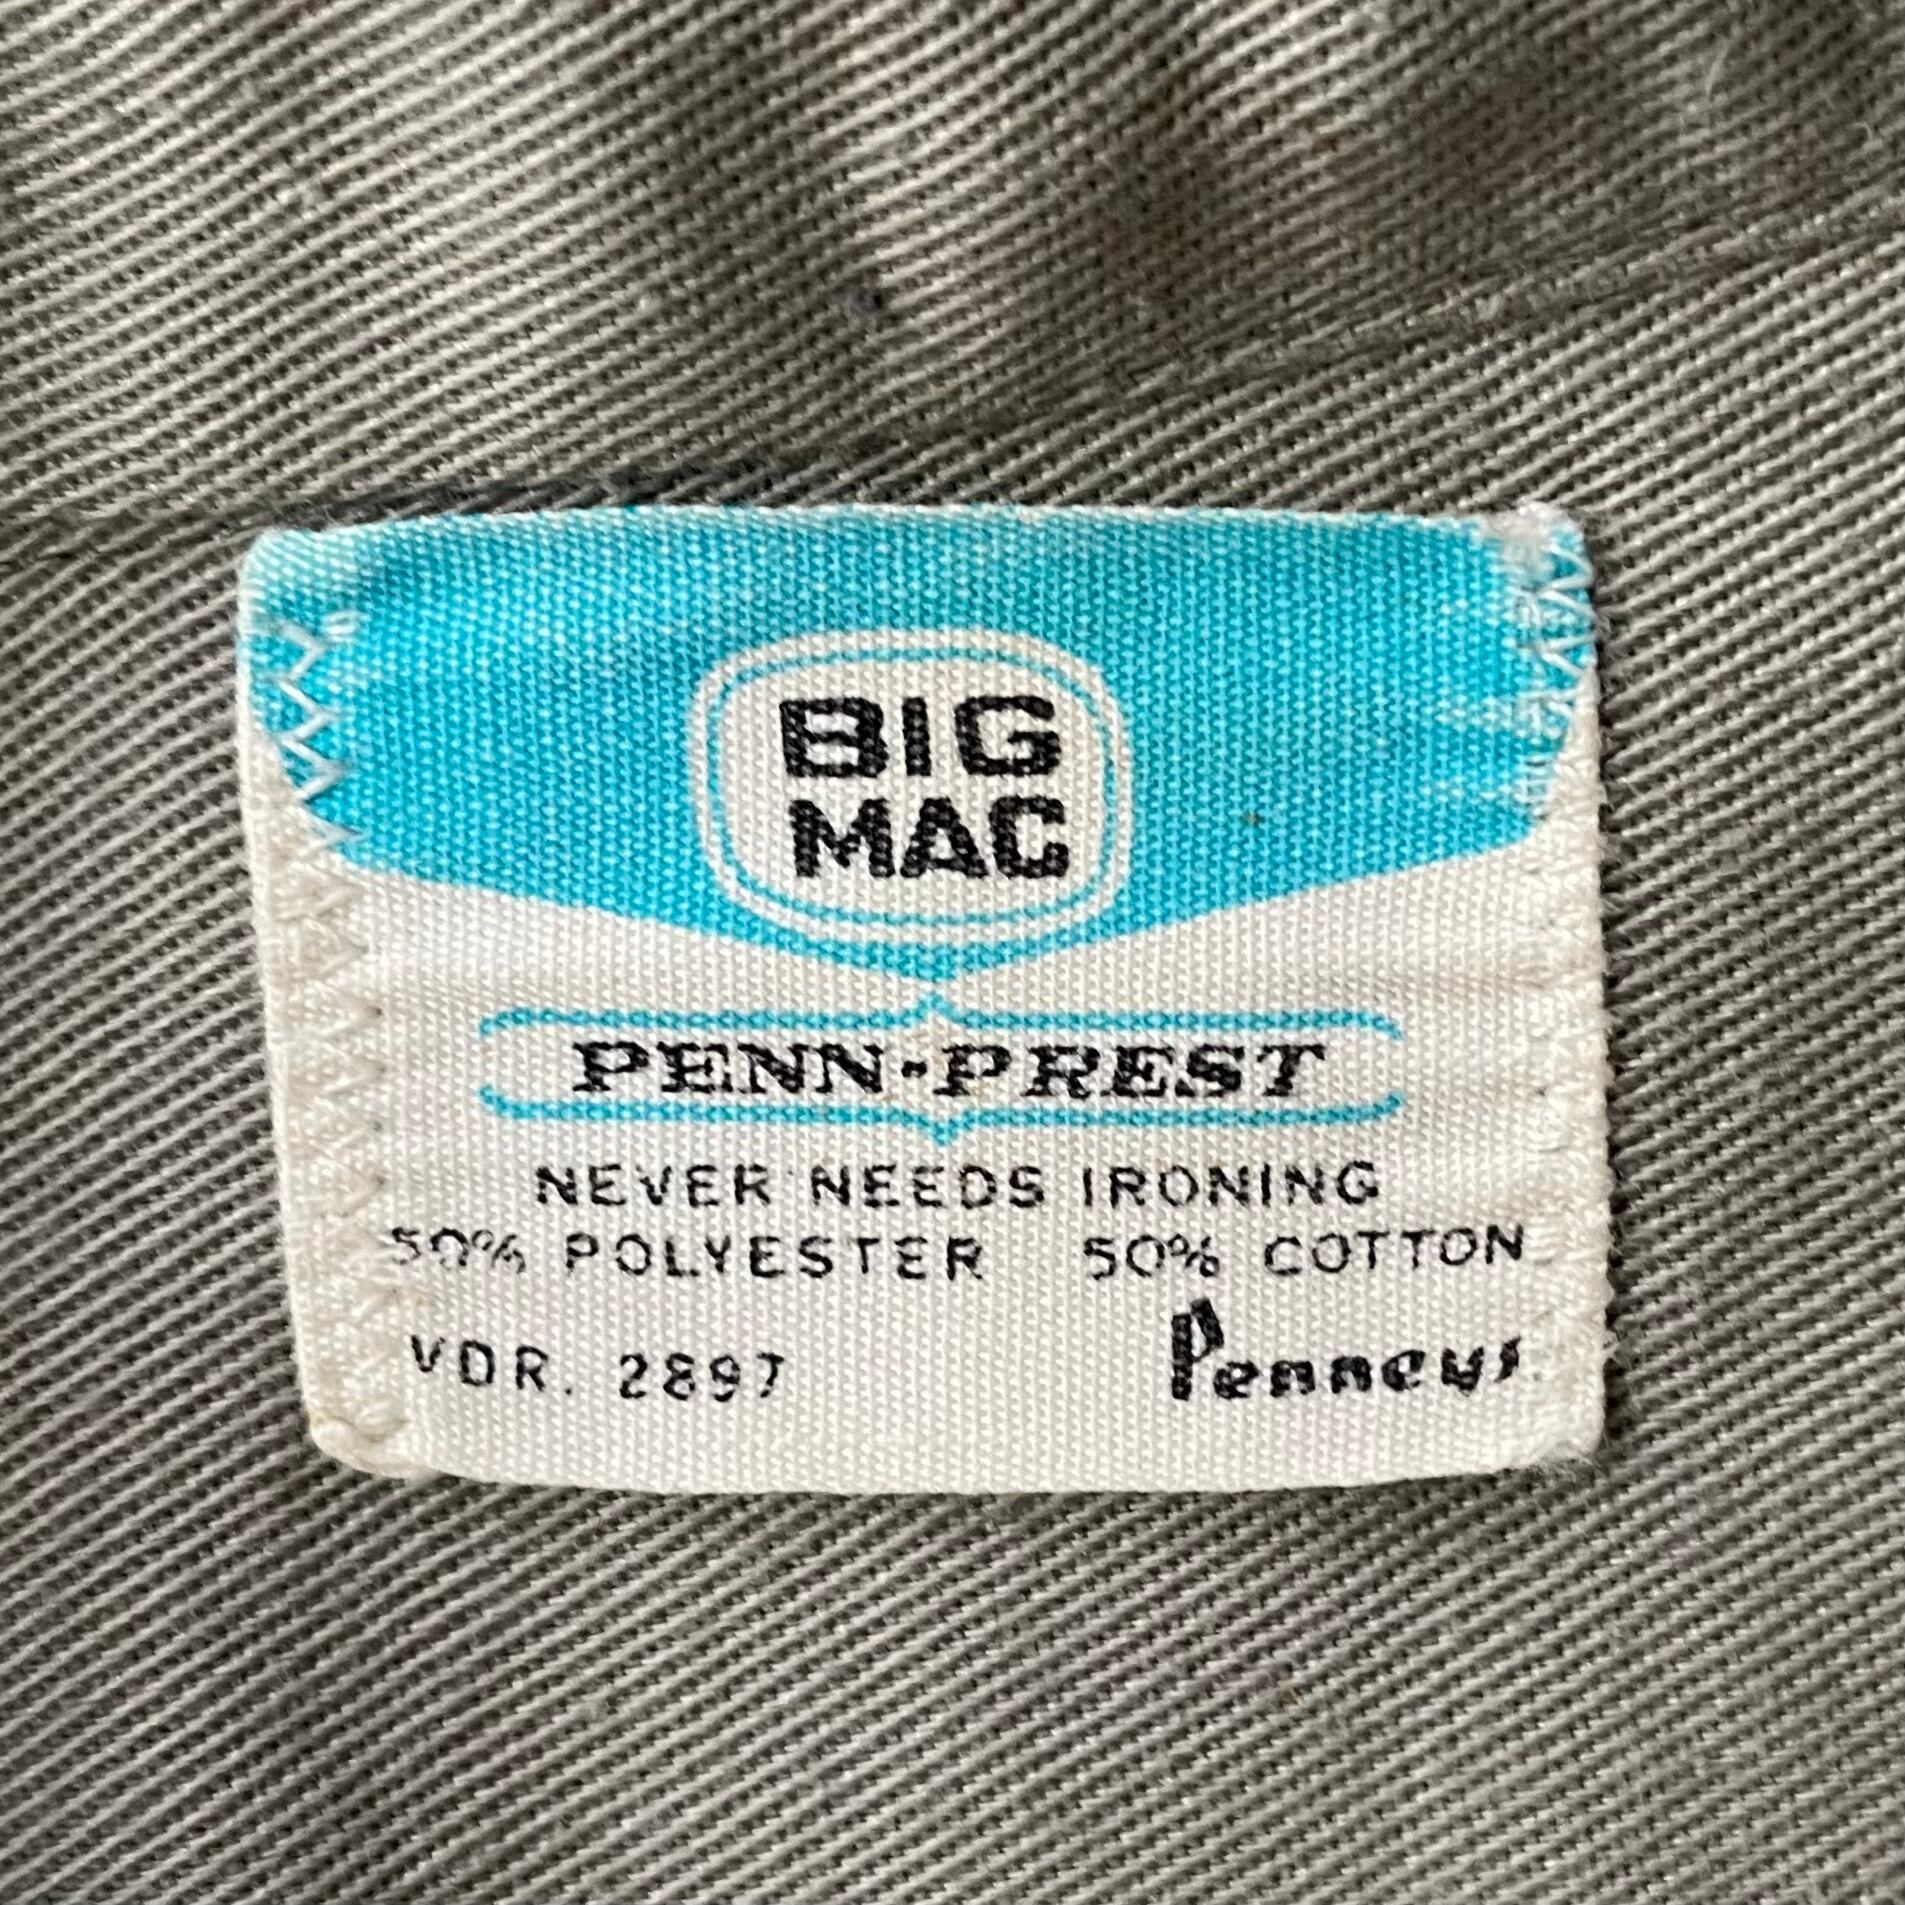 BIG
MAC
PENN-PREST
NEVER NEEDS IRONING
50% POLYESTER 50% COTTON
VDR. 2897 Penneys